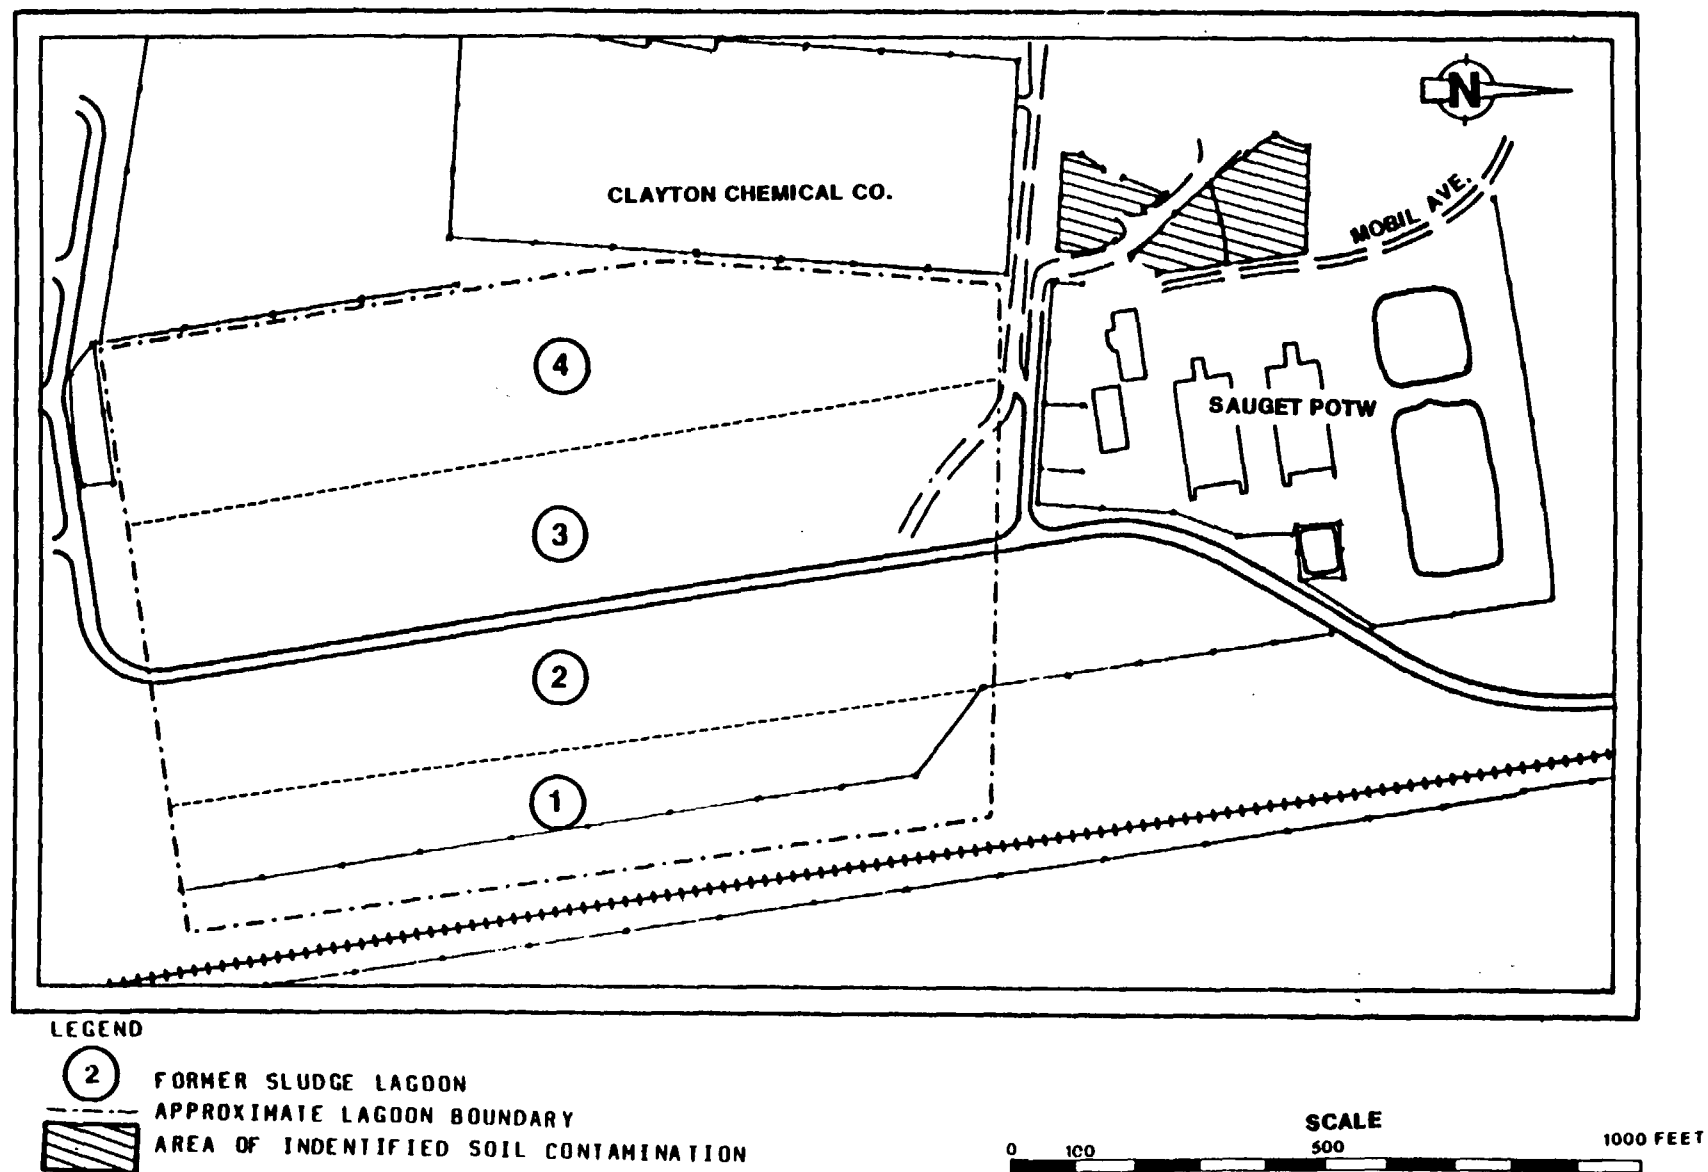 N
CLAYTON CHEMICAL CO.
MOBIL AVE.
4
SAUGET POTW
3
2
1
LEGEND
2 FORMER SLUDGE LAGOON
APPROXIMATE LAGOON BOUNDARY
AREA OF INDENTIFIED SOIL CONTAMINATION
SCALE
0 100 500 1000 FEET